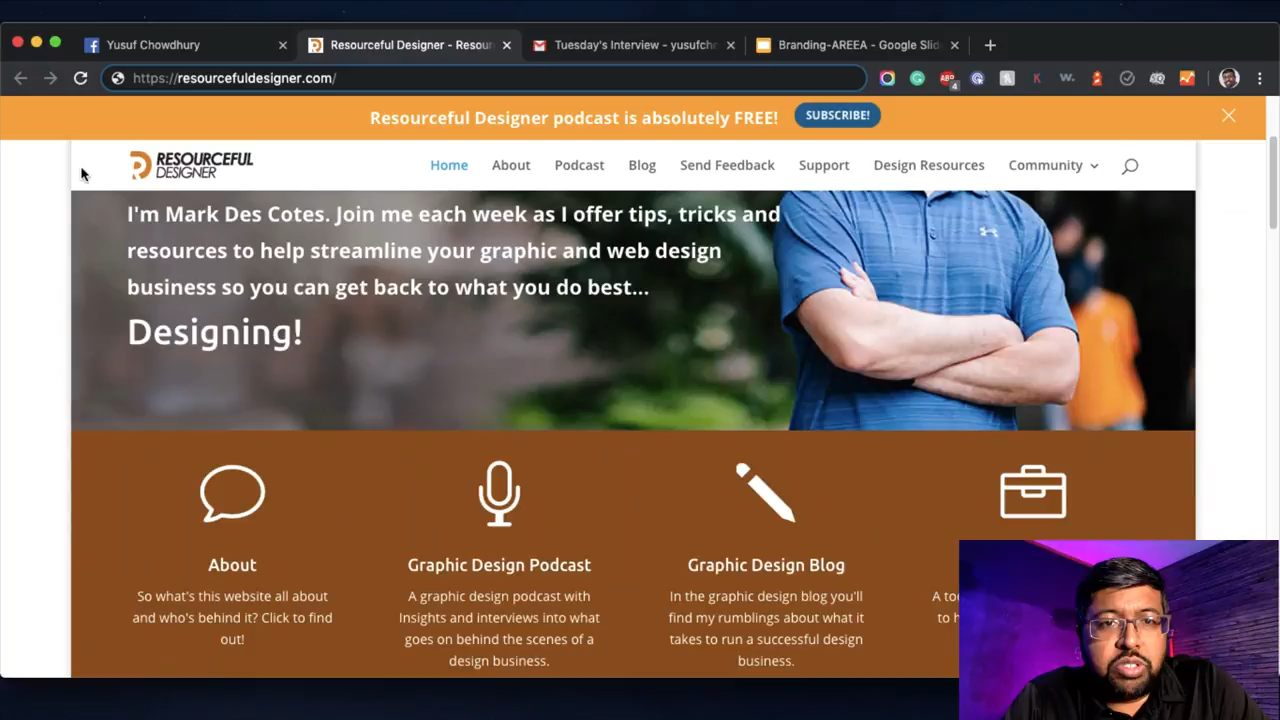 Yusuf Chowdhury
Resourceful Designer - Resour
Tuesday's Interview - yusufche
Branding-AREEA - Google Slid
https://resourcefuldesigner.com/
ABP
4
K
W.
Resourceful Designer podcast is absolutely FREE!
SUBSCRIBE!
RESOURCEFUL
DESIGNER
Home
About
Podcast
Blog
Send Feedback
Support
Design Resources
Community
I'm Mark Des Cotes. Join me each week as I offer tips, tricks and
resources to help streamline your graphic and web design
business so you can get back to what you do best...
Designing!
About
So what's this website all about
and who's behind it? Click to find
out!
Graphic Design Podcast
A graphic design podcast with
Insights and interviews into what
goes on behind the scenes of a
design business.
Graphic Design Blog
In the graphic design blog you'll
find my rumblings about what it
takes to run a successful design
business.
to h